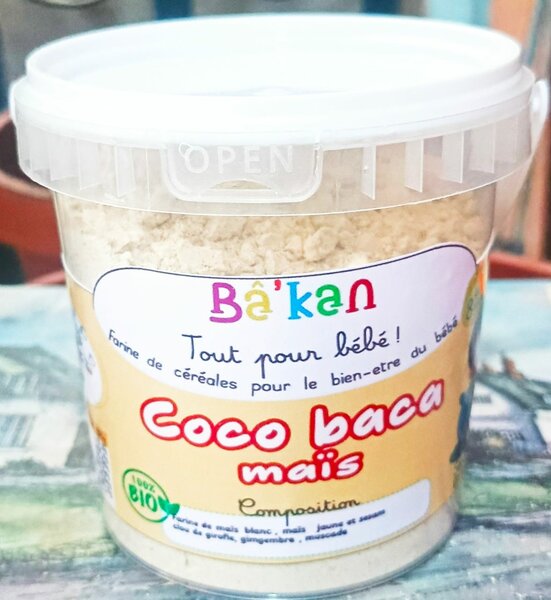 OPEN
Bâ'kan
Tout pour bébé !
Farine de céréales pour le bien-etre du bébé
Coco baca
maïs
100%
BIO
Composition
Farine de maïs blanc , maïs jaune et sesam
clou de girofle, gingembre , muscade